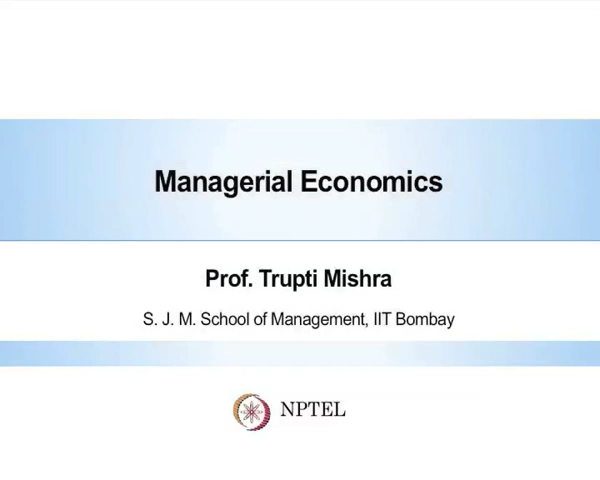 Managerial Economics
Prof. Trupti Mishra
S. J. M. School of Management, IIT Bombay
NPTEL